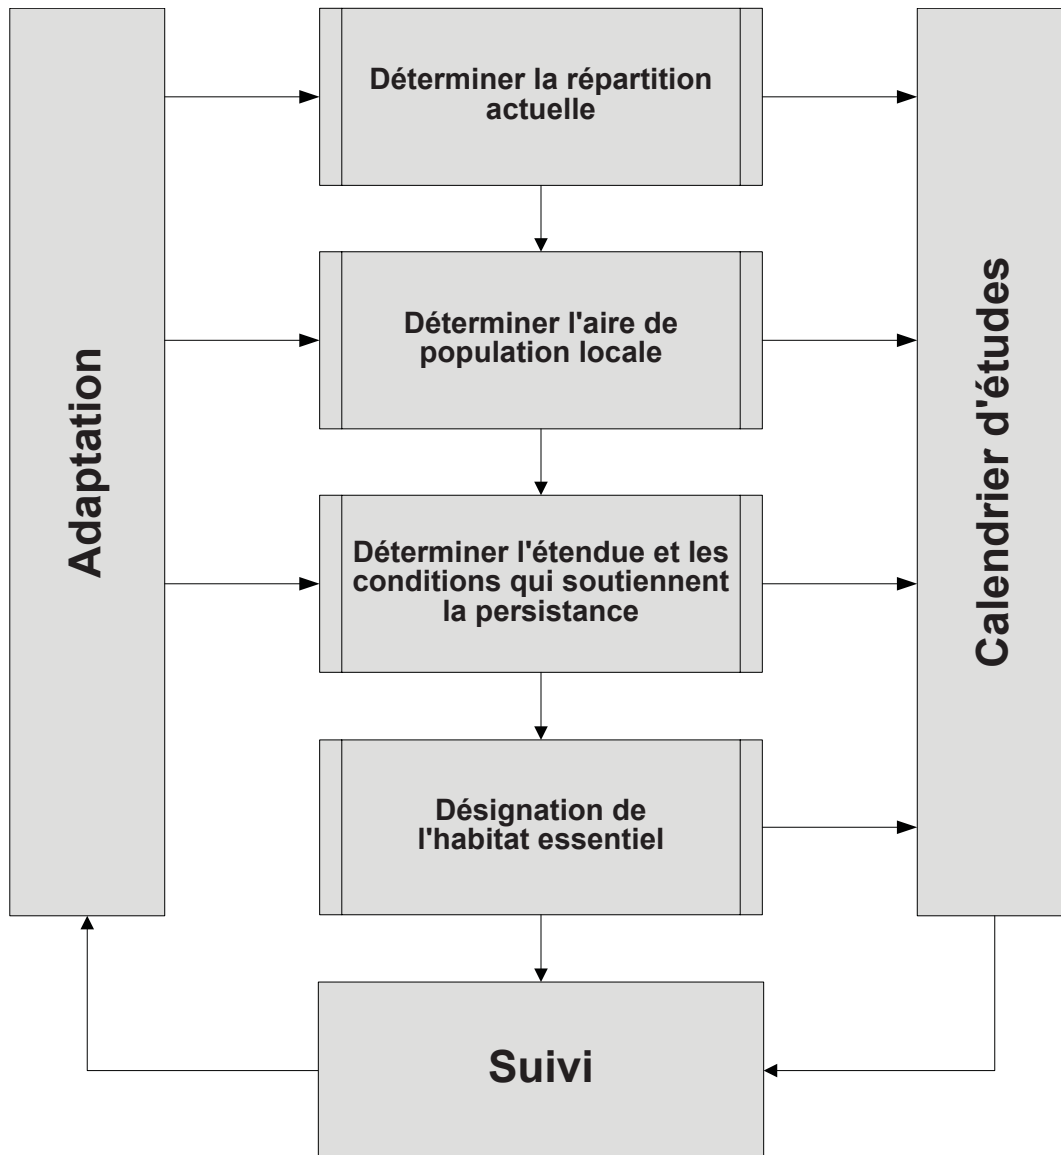 Déterminer la répartition
actuelle
Déterminer l'aire de
population locale
Déterminer l'étendue et les
conditions qui soutiennent
la persistance
Désignation de
l'habitat essentiel
Suivi
Adaptation
Calendrier d'études